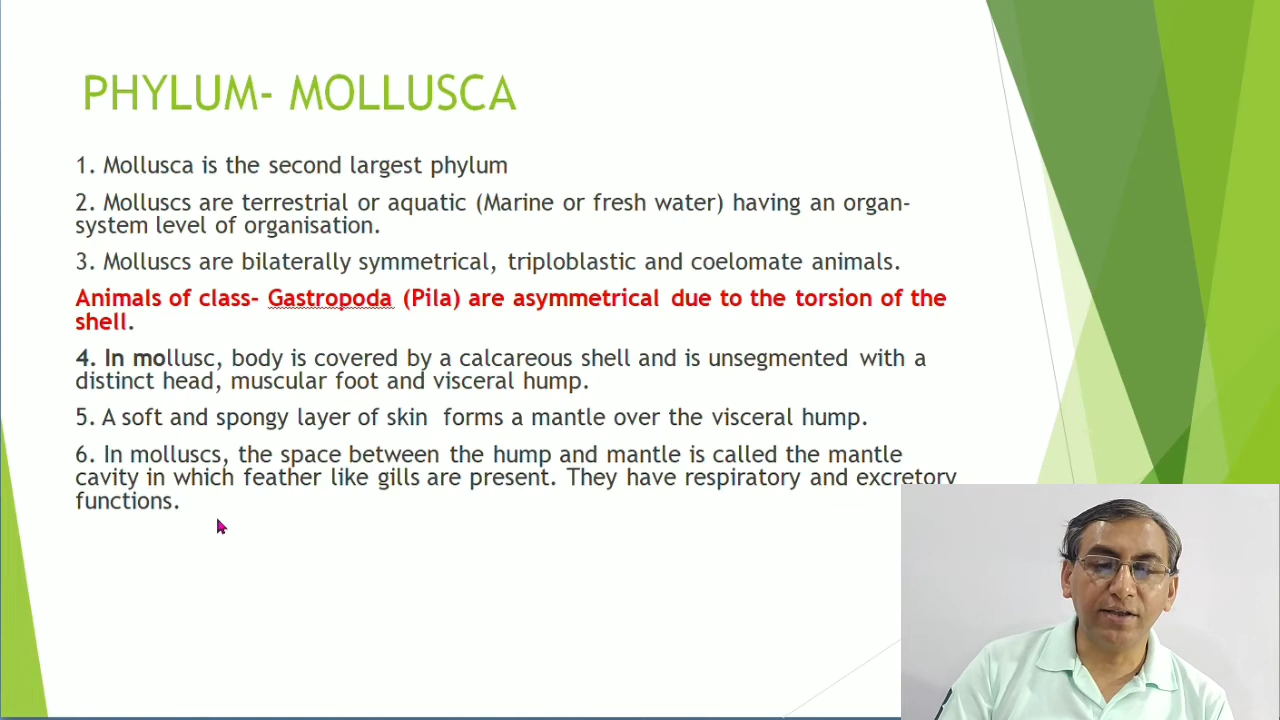 PHYLUM- MOLLUSCA
1. Mollusca is the second largest phylum
2. Molluscs are terrestrial or aquatic (Marine or fresh water) having an organ-
system level of organisation.
3. Molluscs are bilaterally symmetrical, triploblastic and coelomate animals.
Animals of class- Gastropoda (Pila) are asymmetrical due to the torsion of the
shell.
4. In mollusc, body is covered by a calcareous shell and is unsegmented with a
distinct head, muscular foot and visceral hump.
5. A soft and spongy layer of skin forms a mantle over the visceral hump.
6. In molluscs, the space between the hump and mantle is called the mantle
cavity in which feather like gills are present. They have respiratory and excretory
functions.